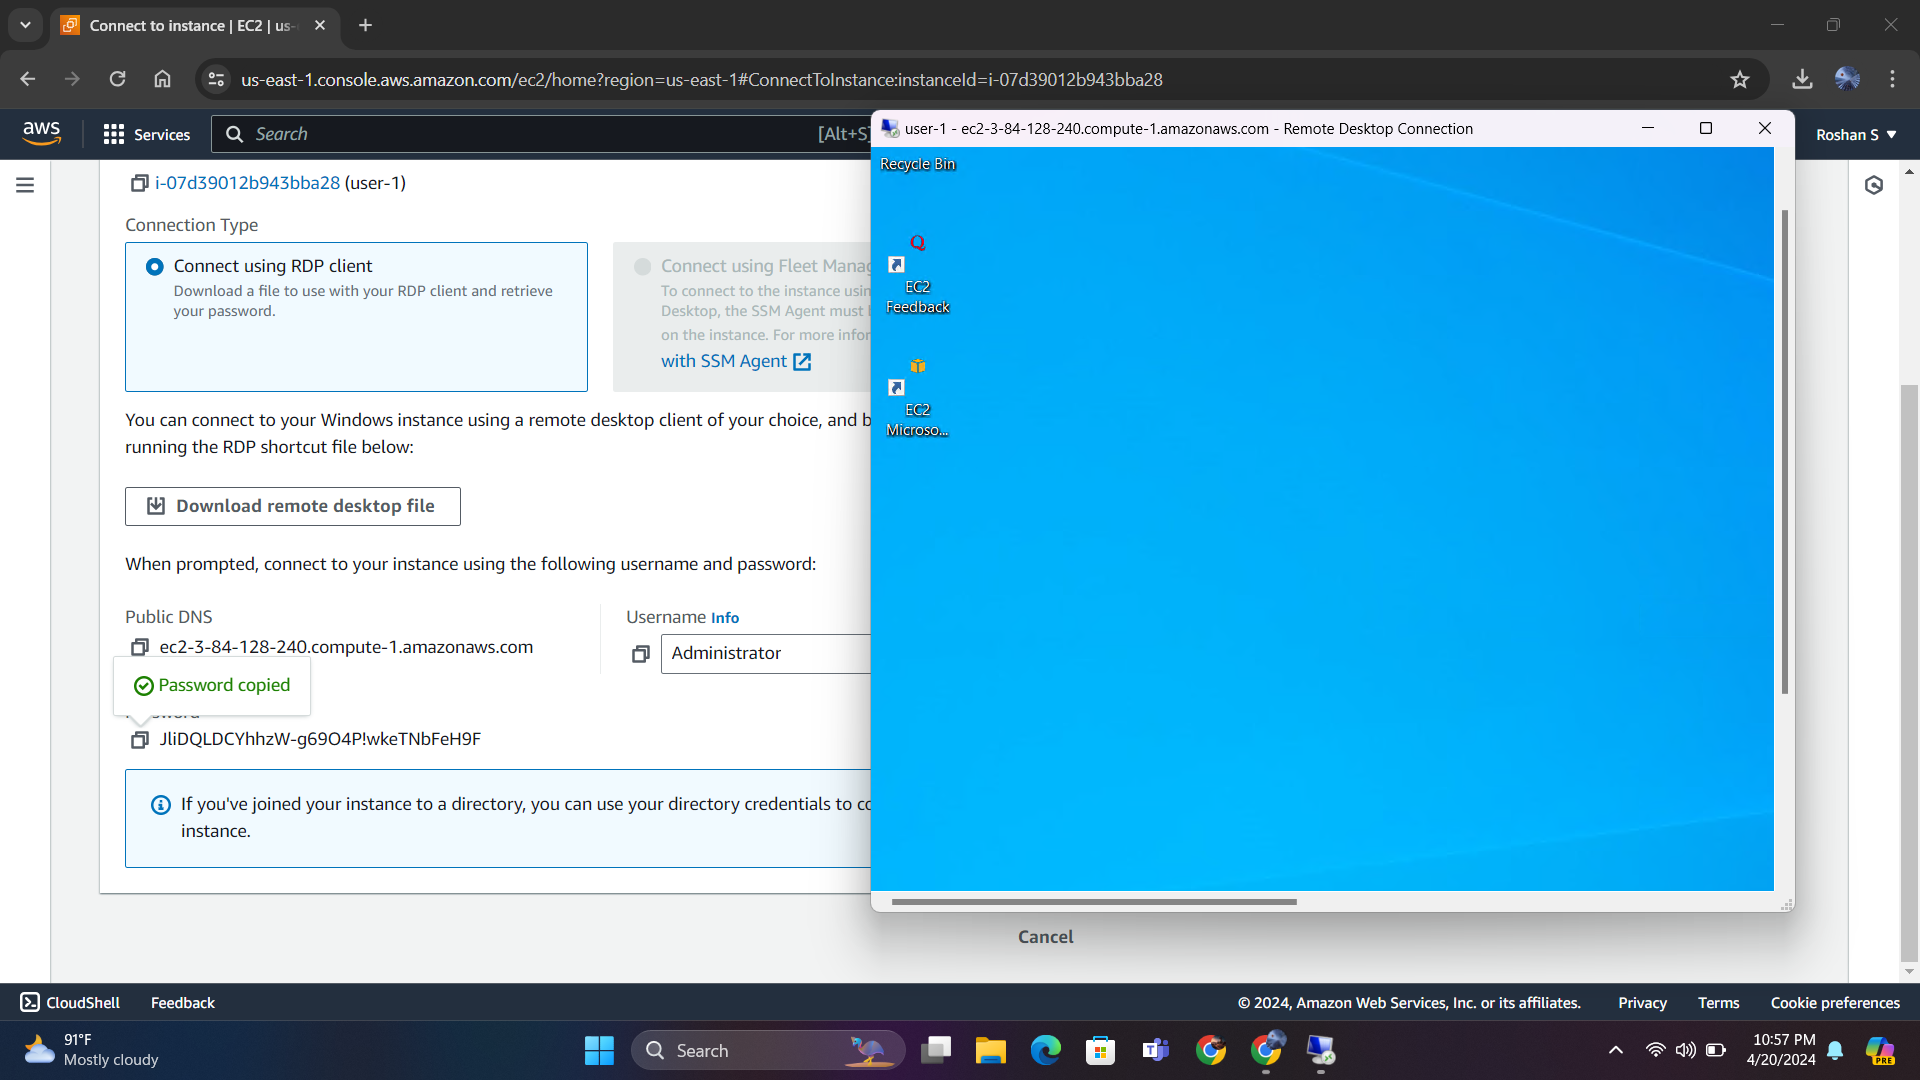 Connect to instance | EC2 | us-
us-east-1.console.aws.amazon.com/ec2/home?region=us-east-1#ConnectToInstance:instanceId=i-07d39012b943bba28
aws
Services
Search
[Alt+S]
Roshan S
user-1 - ec2-3-84-128-240.compute-1.amazonaws.com - Remote Desktop Connection
i-07d39012b943bba28 (user-1)
Connection Type
Connect using RDP client
Download a file to use with your RDP client and retrieve
your password.
Connect using Fleet Manag
To connect to the instance usin
Desktop, the SSM Agent must
on the instance. For more infor
with SSM Agent
You can connect to your Windows instance using a remote desktop client of your choice, and b
running the RDP shortcut file below:
Download remote desktop file
When prompted, connect to your instance using the following username and password:
Public DNS
ec2-3-84-128-240.compute-1.amazonaws.com
Username Info
Administrator
Password copied
JliDQLDCYhhzW-g69O4P!wkeTNbFeH9F
If you've joined your instance to a directory, you can use your directory credentials to co
instance.
Recycle Bin
EC2
Feedback
EC2
Microso...
Cancel
CloudShell
Feedback
© 2024, Amazon Web Services, Inc. or its affiliates.
Privacy
Terms
Cookie preferences
91°F
Mostly cloudy
Search
10:57 PM
4/20/2024
PRE